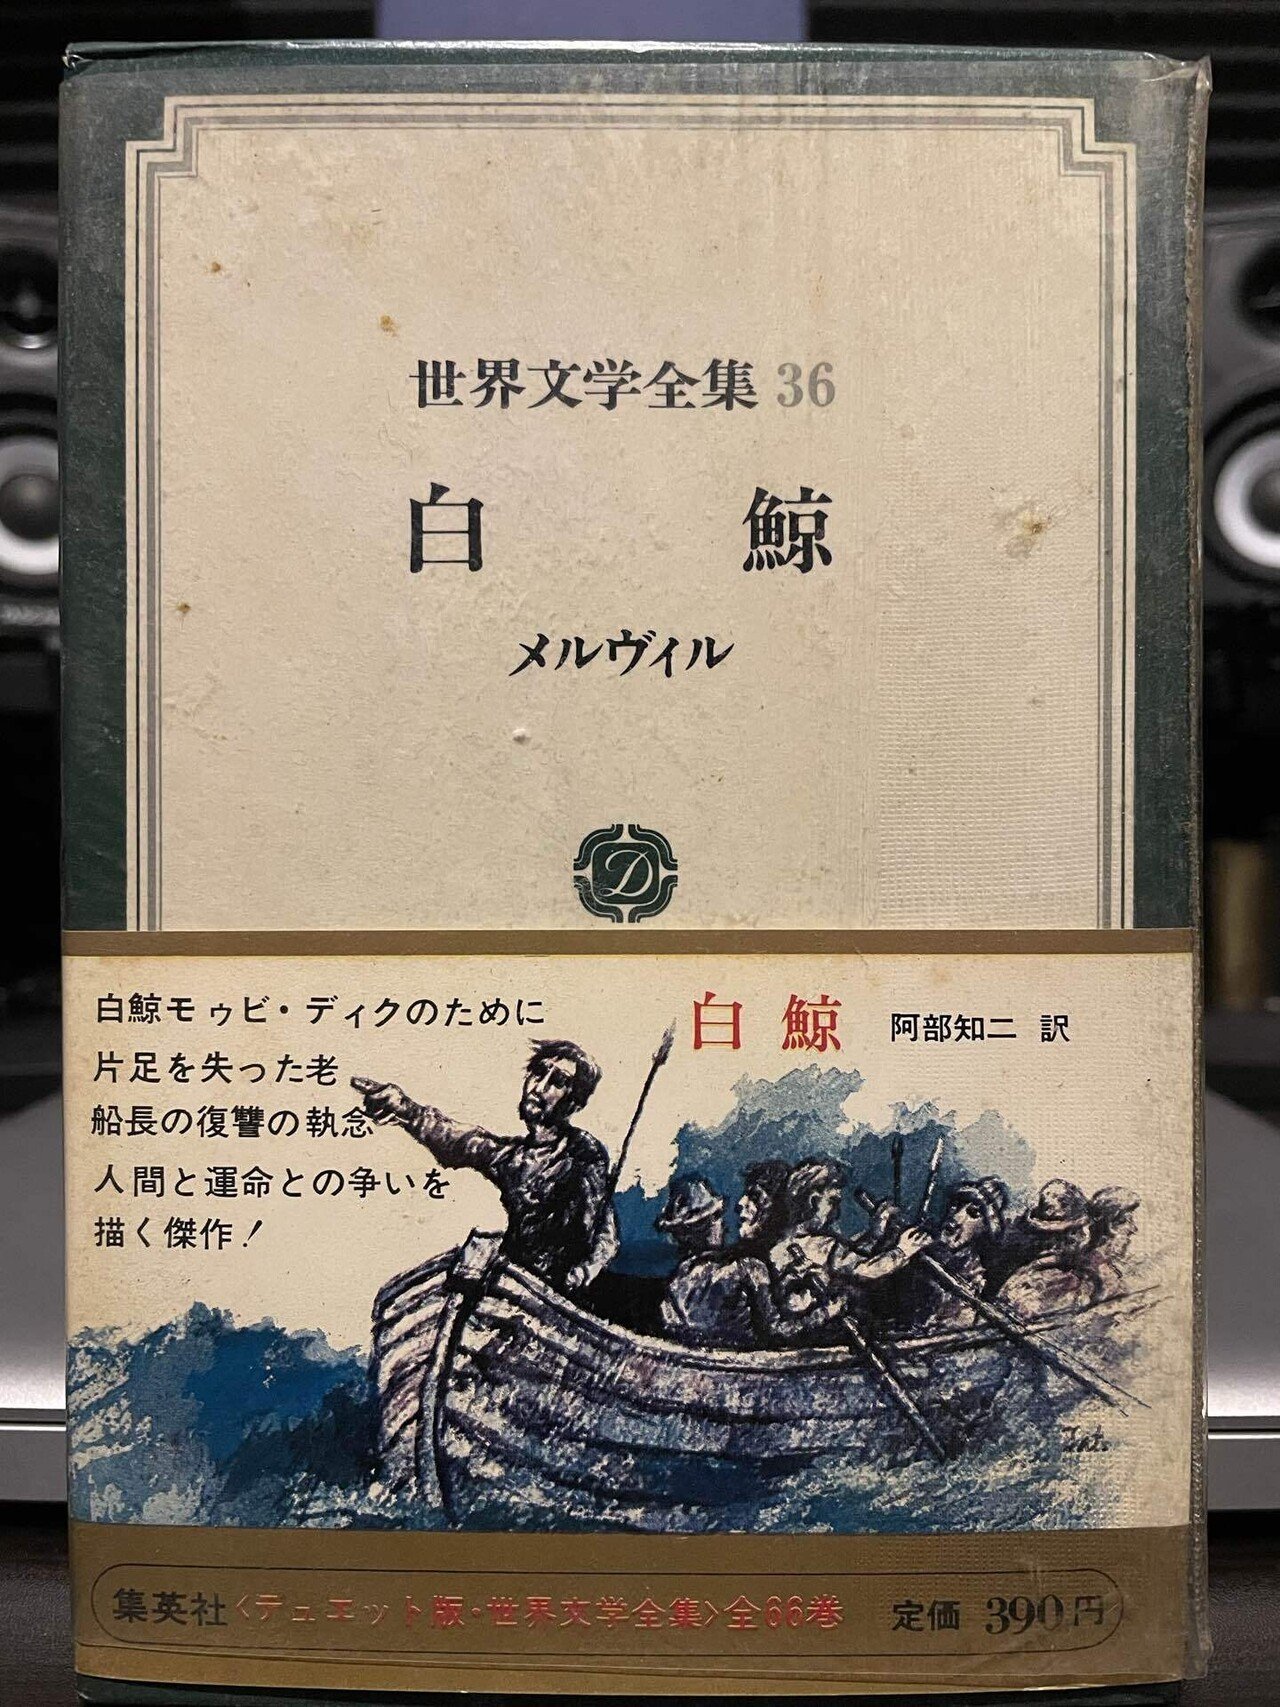 世界文学全集 36
白鯨
メルヴィル
D
白鯨モゥビ・ディクのために
片足を失った老
船長の復讐の執念
人間と運命との争いを
描く傑作!
白鯨 阿部知二 訳
集英社〈デュエット版・世界文学全集〉全66巻 定価 390円